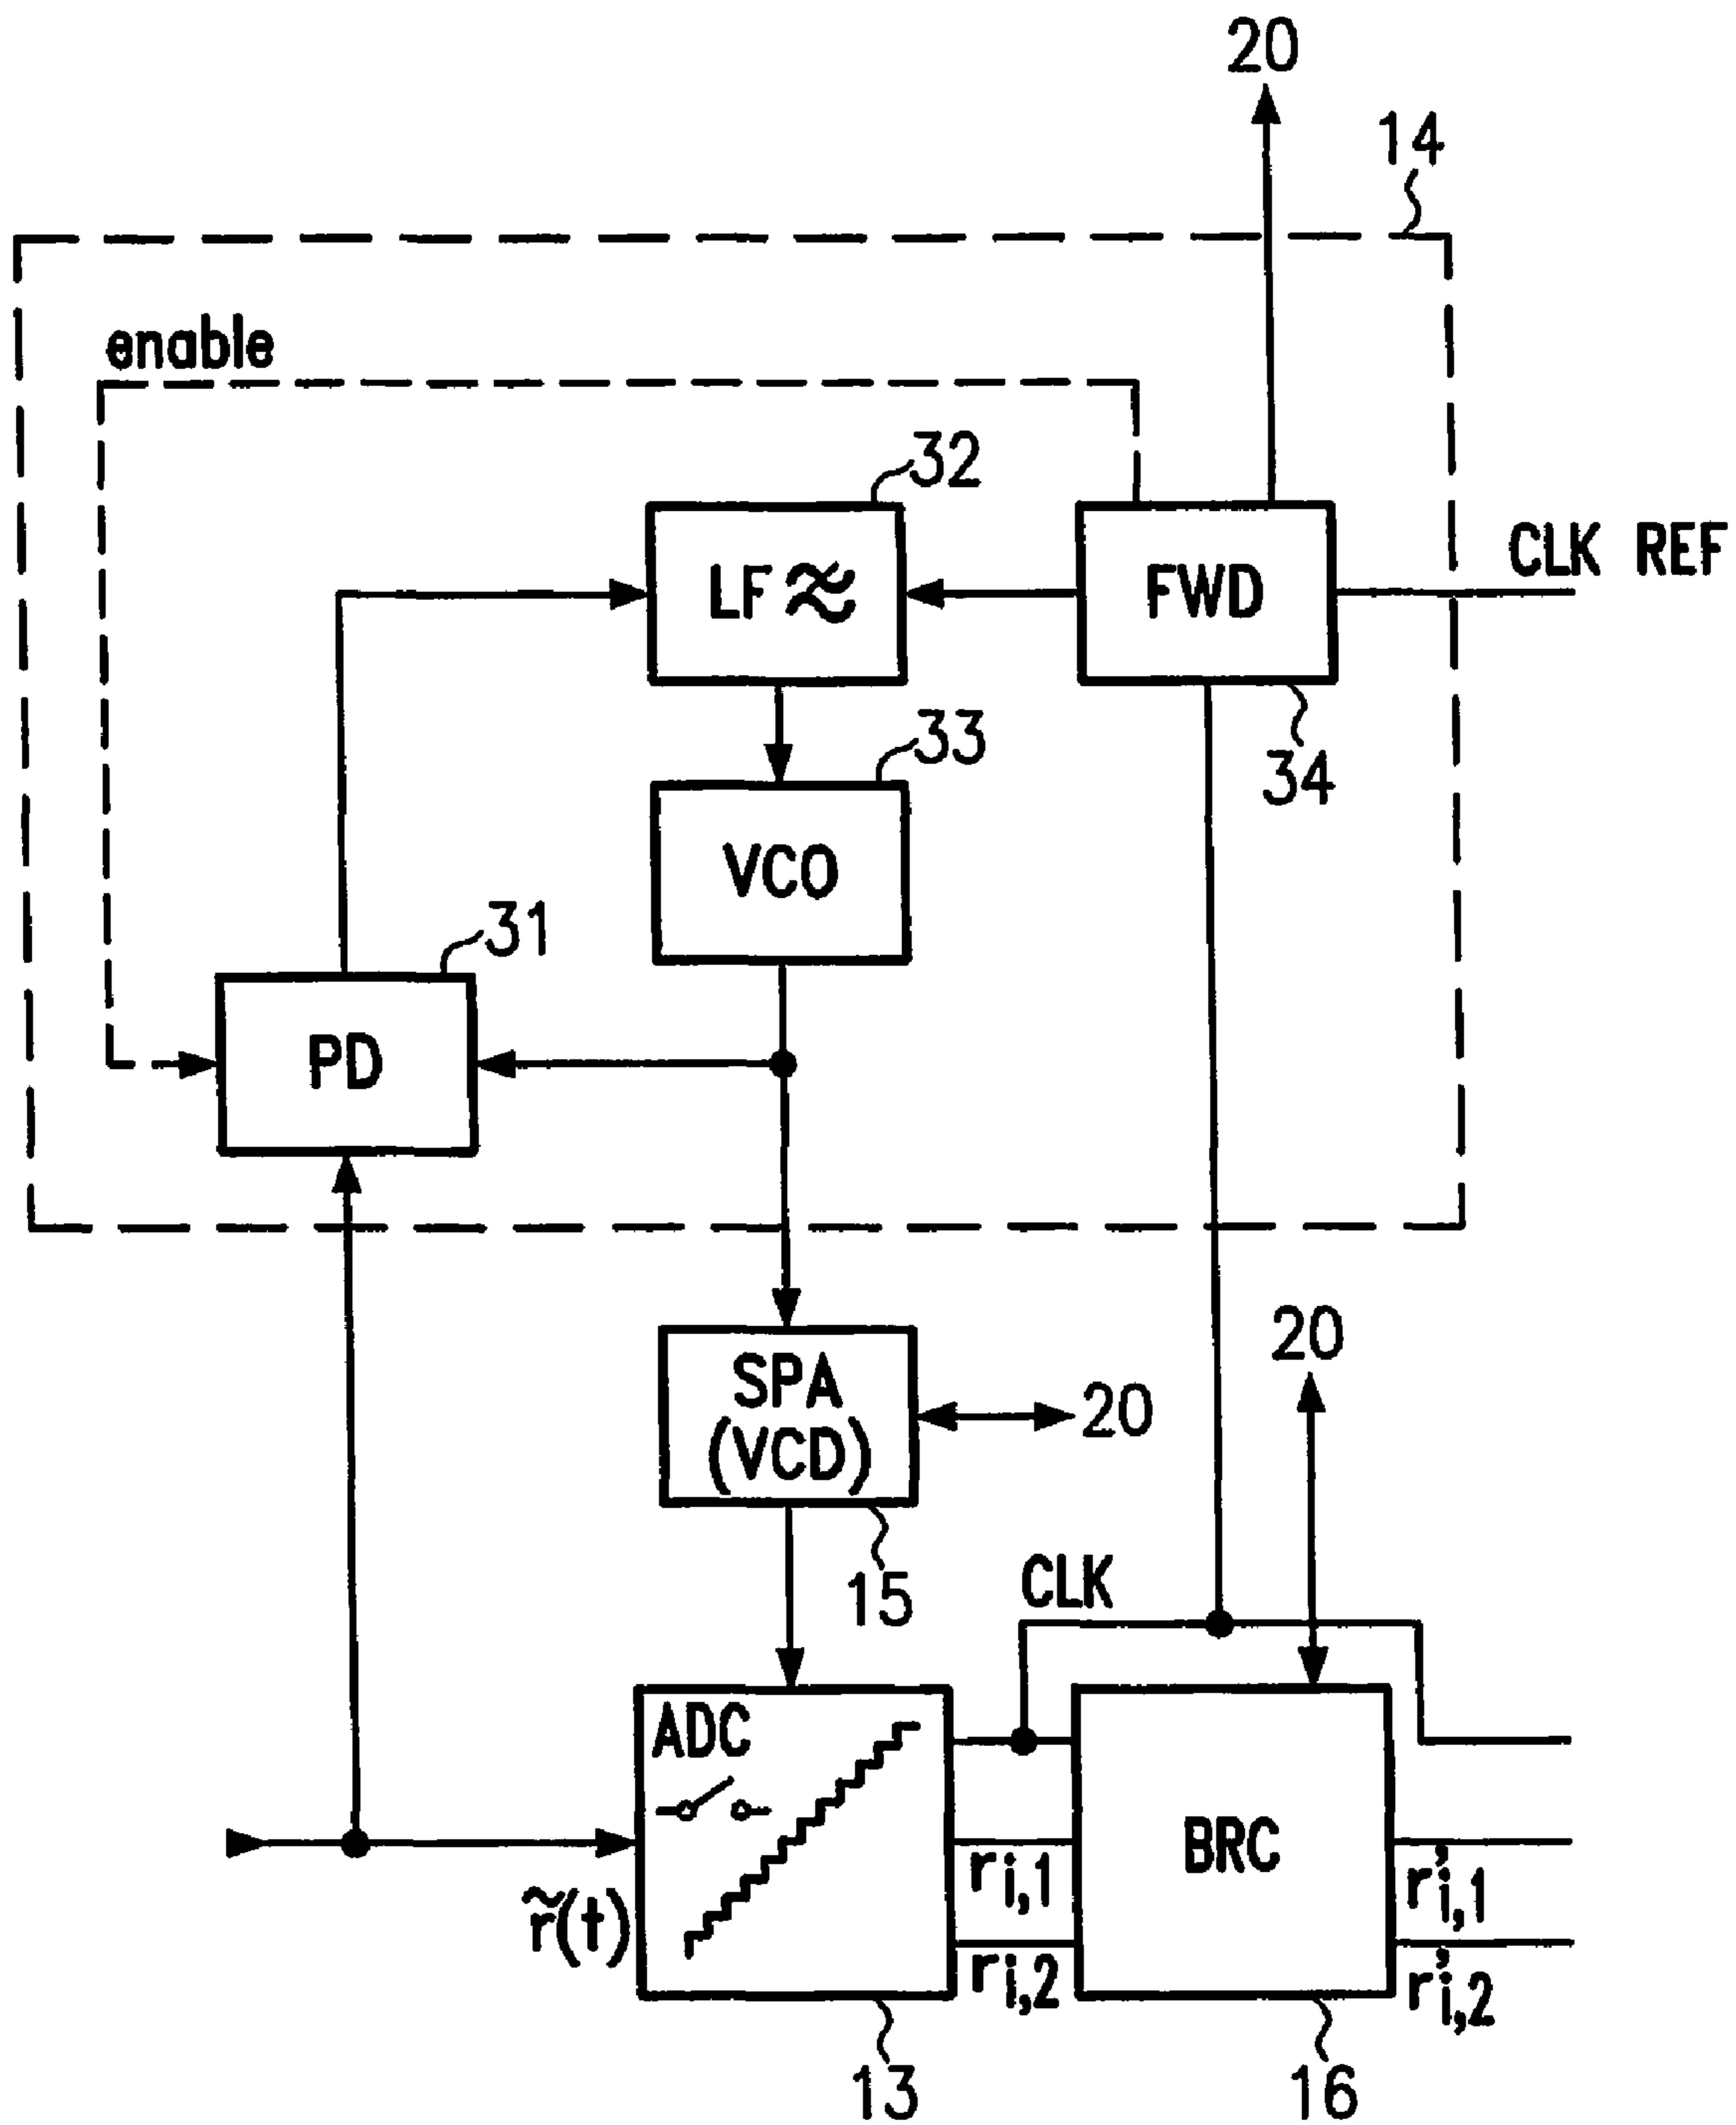 20
14
enable
32
LF ≈
FWD
CLK REF
33
34
VCO
31
PD
20
SPA
(VCD)
20
15
CLK
ADC
BRC
r̃(t)
ri,1
r'i,1
ri,2
r'i,2
13
16